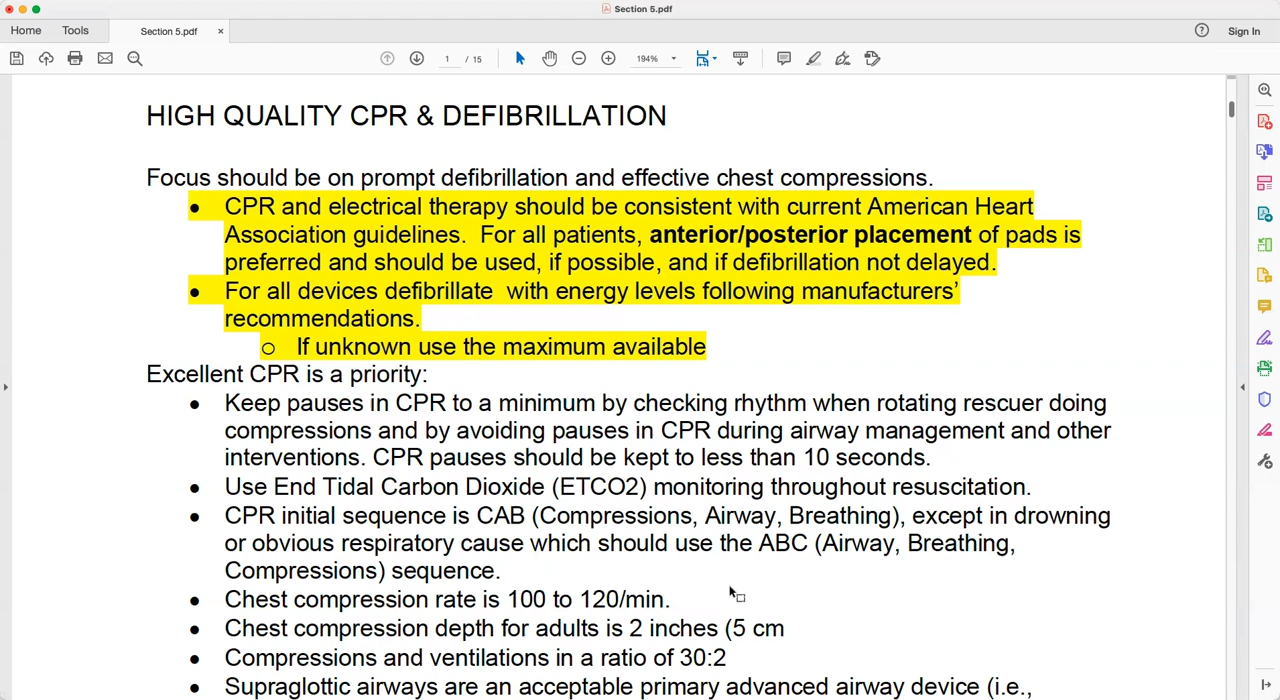 Section 5.pdf
Home Tools Section 5.pdf × ? Sign In
1 / 15 194%
HIGH QUALITY CPR & DEFIBRILLATION
Focus should be on prompt defibrillation and effective chest compressions.
• CPR and electrical therapy should be consistent with current American Heart
Association guidelines. For all patients, anterior/posterior placement of pads is
preferred and should be used, if possible, and if defibrillation not delayed.
• For all devices defibrillate with energy levels following manufacturers’
recommendations.
o If unknown use the maximum available
Excellent CPR is a priority:
• Keep pauses in CPR to a minimum by checking rhythm when rotating rescuer doing
compressions and by avoiding pauses in CPR during airway management and other
interventions. CPR pauses should be kept to less than 10 seconds.
• Use End Tidal Carbon Dioxide (ETCO2) monitoring throughout resuscitation.
• CPR initial sequence is CAB (Compressions, Airway, Breathing), except in drowning
or obvious respiratory cause which should use the ABC (Airway, Breathing,
Compressions) sequence.
• Chest compression rate is 100 to 120/min.
• Chest compression depth for adults is 2 inches (5 cm
• Compressions and ventilations in a ratio of 30:2
• Supraglottic airways are an acceptable primary advanced airway device (i.e.,